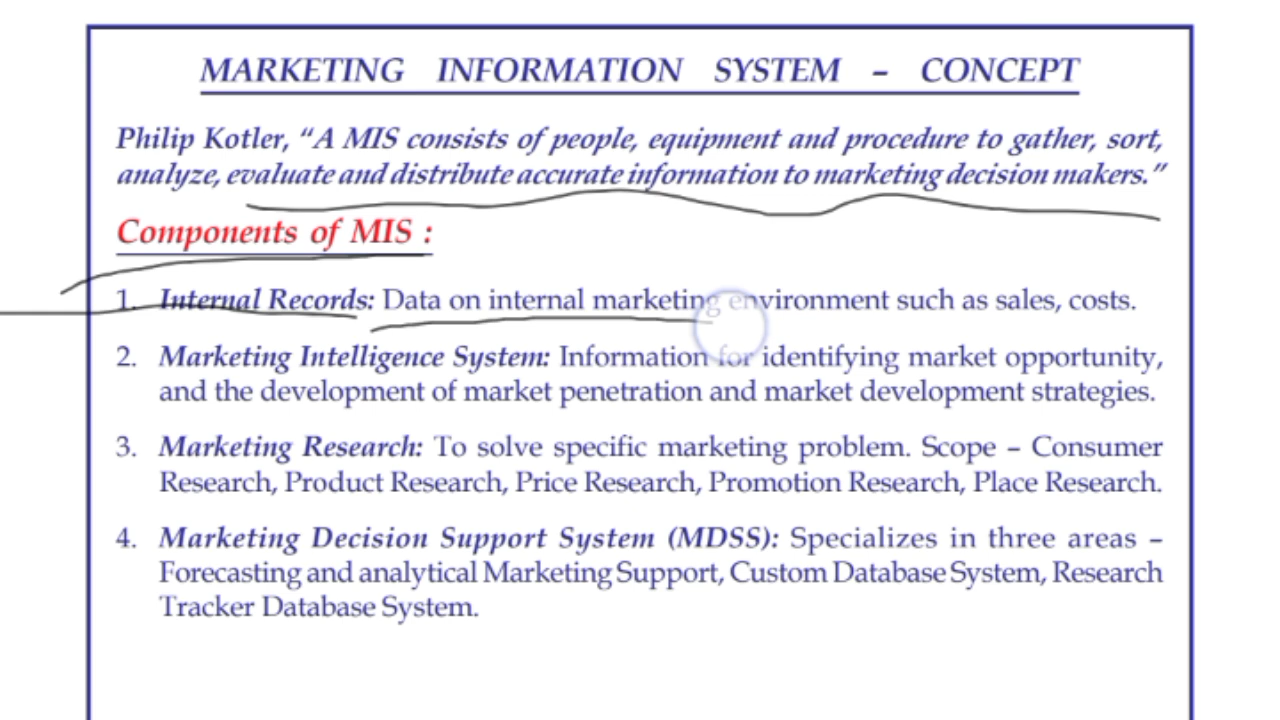 MARKETING INFORMATION SYSTEM – CONCEPT
Philip Kotler, “A MIS consists of people, equipment and procedure to gather, sort,
analyze, evaluate and distribute accurate information to marketing decision makers.”
Components of MIS :
1. Internal Records: Data on internal marketing environment such as sales, costs.
2. Marketing Intelligence System: Information for identifying market opportunity,
and the development of market penetration and market development strategies.
3. Marketing Research: To solve specific marketing problem. Scope – Consumer
Research, Product Research, Price Research, Promotion Research, Place Research.
4. Marketing Decision Support System (MDSS): Specializes in three areas –
Forecasting and analytical Marketing Support, Custom Database System, Research
Tracker Database System.